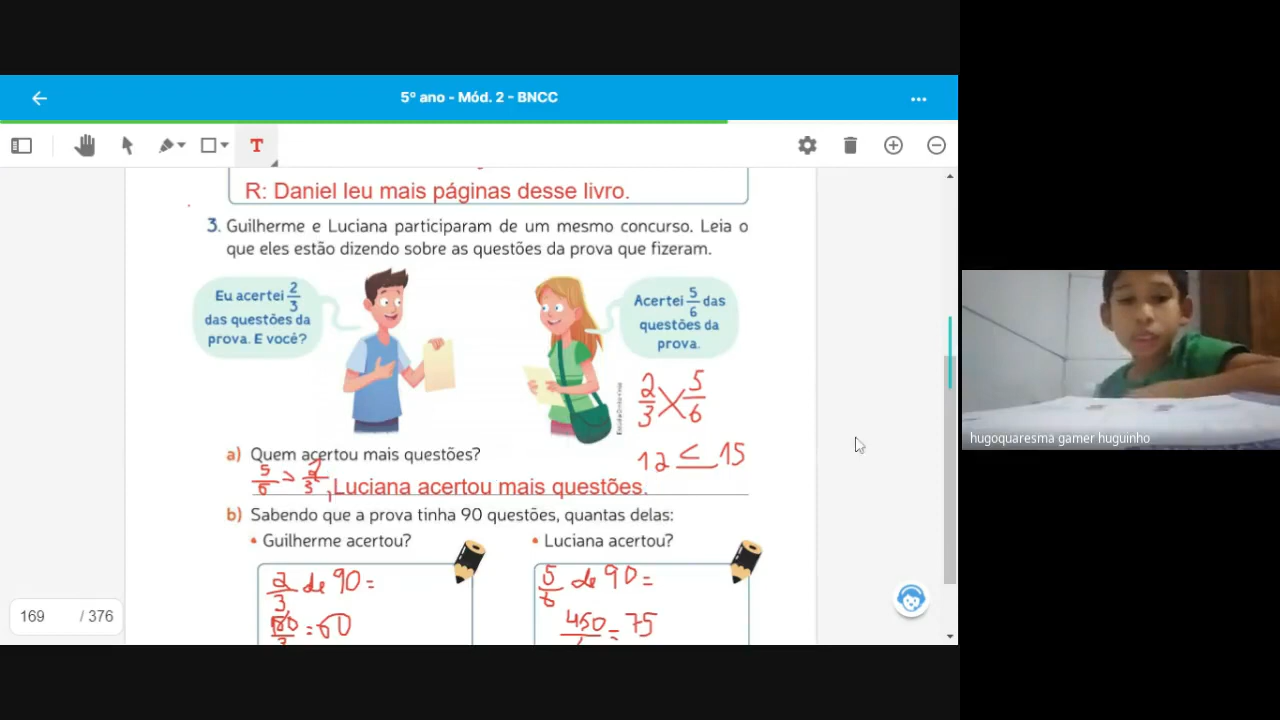 5º ano - Mód. 2 - BNCC
T
R: Daniel leu mais páginas desse livro.
3. Guilherme e Luciana participaram de um mesmo concurso. Leia o
que eles estão dizendo sobre as questões da prova que fizeram.
Eu acertei 2/3
das questões da
prova. E você?
Acertei 5/6 das
questões da
prova.
2/3 X 5/6
12 < 15
a) Quem acertou mais questões?
5/6 > 2/3, Luciana acertou mais questões.
b) Sabendo que a prova tinha 90 questões, quantas delas:
• Guilherme acertou?
• Luciana acertou?
2/3 de 90=
180/3 = 60
5/6 de 90=
450/6 = 75
169 / 376
hugoquaresma gamer huguinho